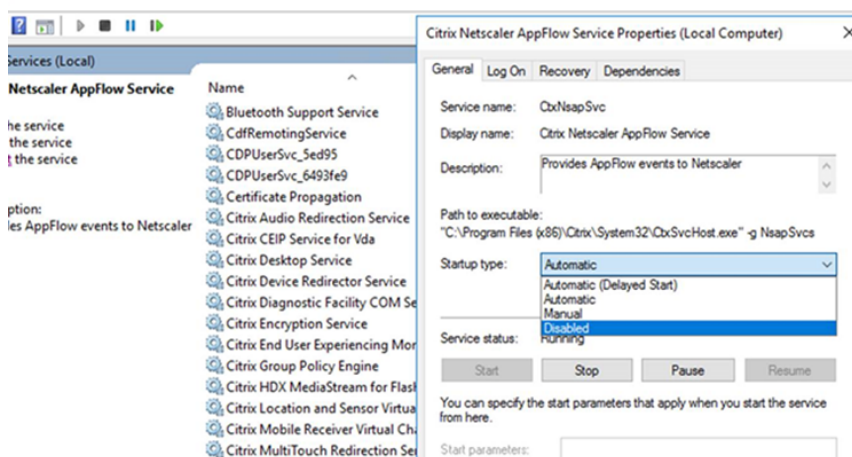 Services (Local)
Netscaler AppFlow Service
the service
the service
the service
ption:
les AppFlow events to Netscaler
Name
Bluetooth Support Service
CdfRemotingService
CDPUserSvc_5ed95
CDPUserSvc_6493fe9
Certificate Propagation
Citrix Audio Redirection Service
Citrix CEIP Service for Vda
Citrix Desktop Service
Citrix Device Redirector Service
Citrix Diagnostic Facility COM Se
Citrix Encryption Service
Citrix End User Experiencing Mor
Citrix Group Policy Engine
Citrix HDX MediaStream for Flash
Citrix Location and Sensor Virtua
Citrix Mobile Receiver Virtual Cha
Citrix MultiTouch Redirection Ser
Citrix Netscaler AppFlow Service Properties (Local Computer)
General Log On Recovery Dependencies
Service name: CtxNsapSvc
Display name: Citrix Netscaler AppFlow Service
Description: Provides AppFlow events to Netscaler
Path to executable:
"C:\Program Files (x86)\Citrix\System32\CtxSvcHost.exe" -g NsapSvcs
Startup type: Automatic
Automatic (Delayed Start)
Automatic
Manual
Disabled
Service status: Running
Start Stop Pause Resume
You can specify the start parameters that apply when you start the service
from here.
Start parameters: